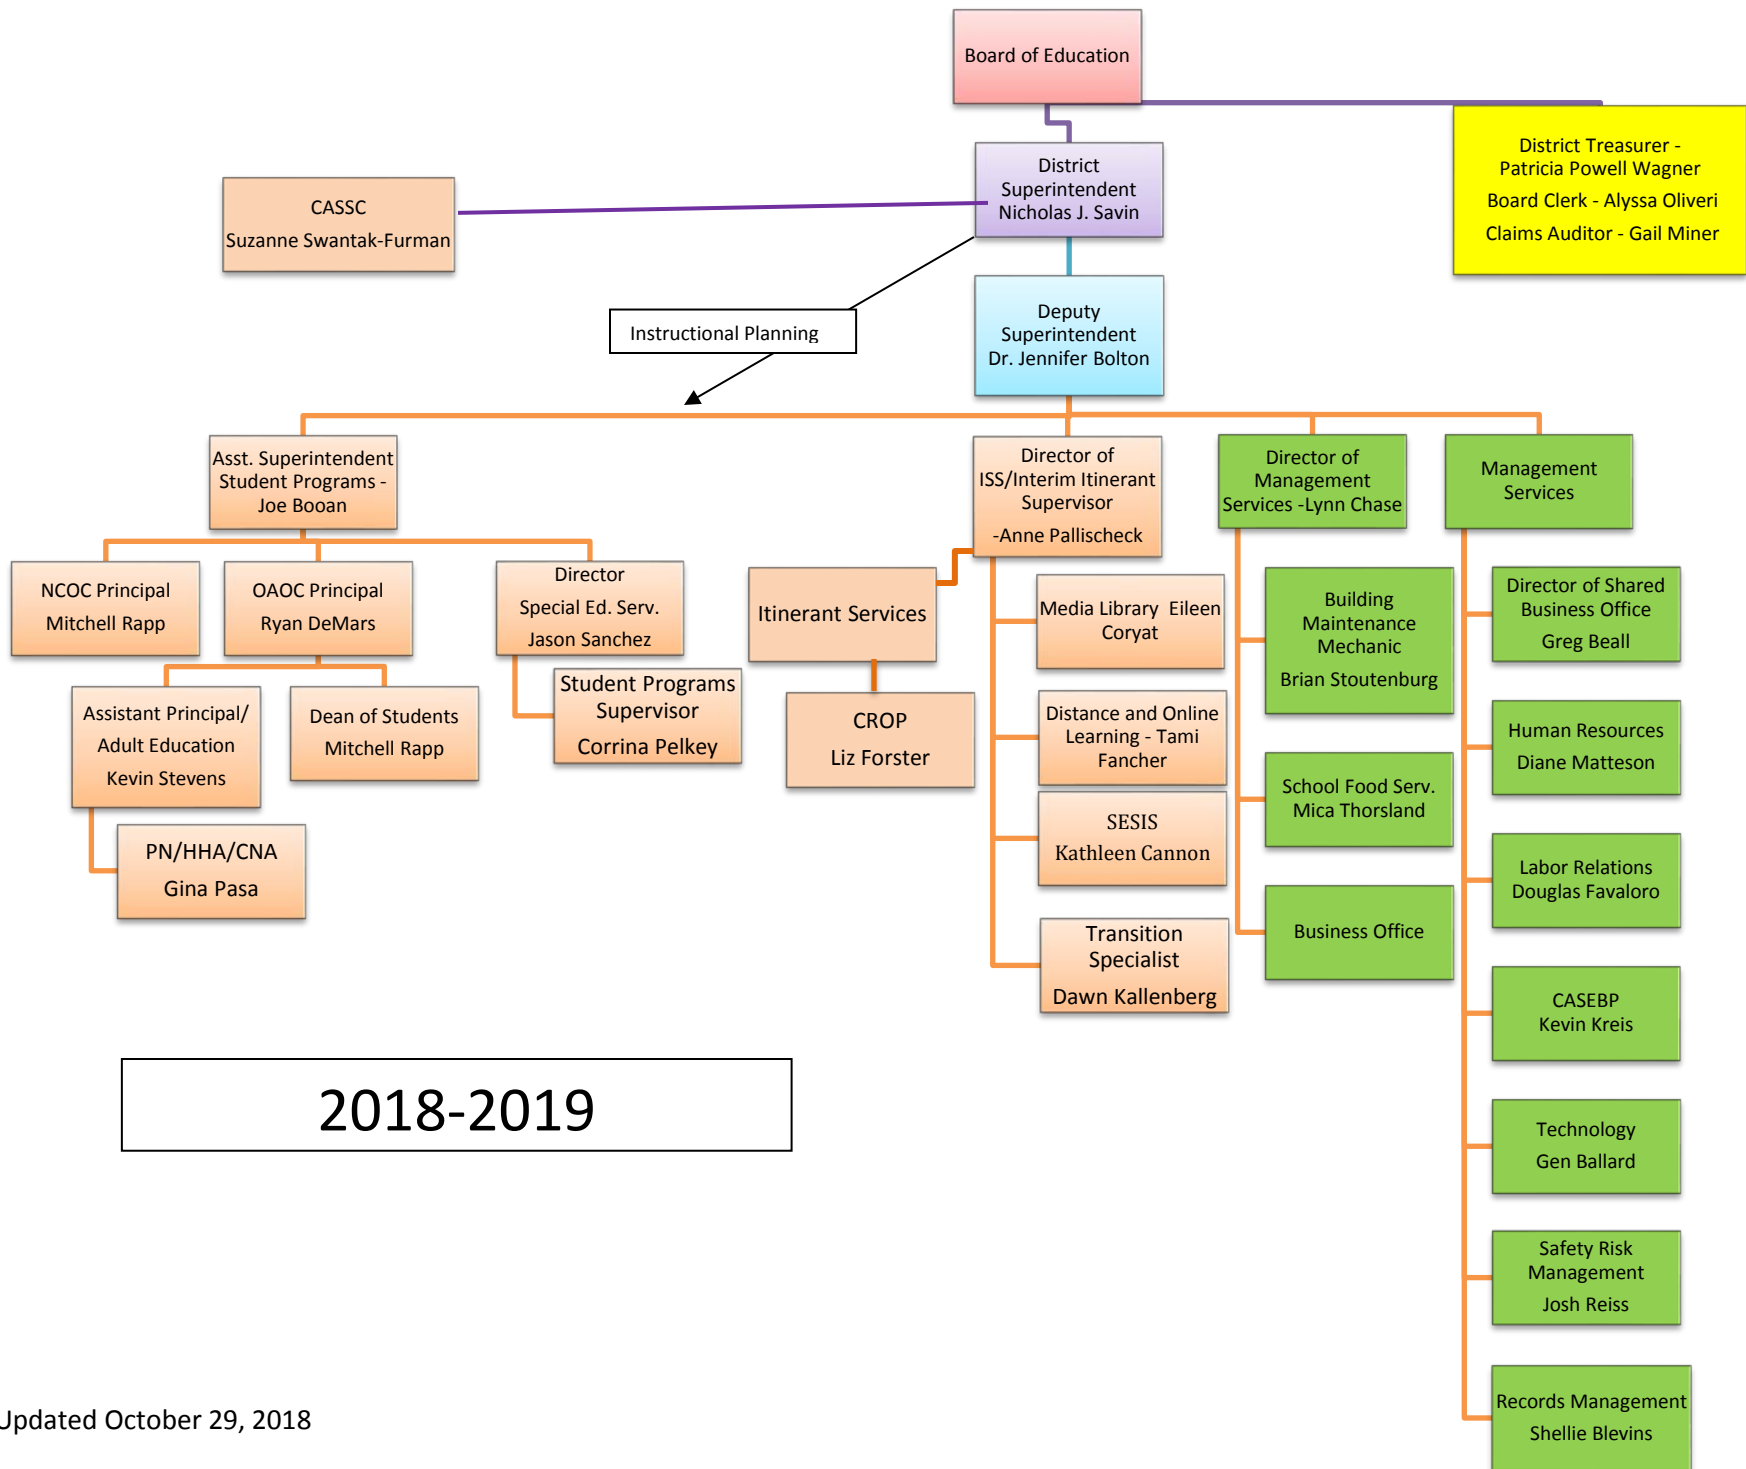 Board of Education
District Treasurer -
Patricia Powell Wagner
Board Clerk - Alyssa Oliveri
Claims Auditor - Gail Miner
District
Superintendent
Nicholas J. Savin
CASSC
Suzanne Swantak-Furman
Instructional Planning
Deputy
Superintendent
Dr. Jennifer Bolton
Asst. Superintendent
Student Programs -
Joe Booan
Director of
ISS/Interim Itinerant
Supervisor
-Anne Pallischeck
Director of
Management
Services -Lynn Chase
Management
Services
NCOC Principal
Mitchell Rapp
OAOC Principal
Ryan DeMars
Director
Special Ed. Serv.
Jason Sanchez
Assistant Principal/
Adult Education
Kevin Stevens
Dean of Students
Mitchell Rapp
Student Programs
Supervisor
Corrina Pelkey
PN/HHA/CNA
Gina Pasa
Itinerant Services
CROP
Liz Forster
Media Library  Eileen
Coryat
Distance and Online
Learning - Tami
Fancher
SESIS
Kathleen Cannon
Transition
Specialist
Dawn Kallenberg
Building
Maintenance
Mechanic
Brian Stoutenburg
School Food Serv.
Mica Thorsland
Business Office
Director of Shared
Business Office
Greg Beall
Human Resources
Diane Matteson
Labor Relations
Douglas Favaloro
CASEBP
Kevin Kreis
Technology
Gen Ballard
Safety Risk
Management
Josh Reiss
Records Management
Shellie Blevins
2018-2019
Updated October 29, 2018